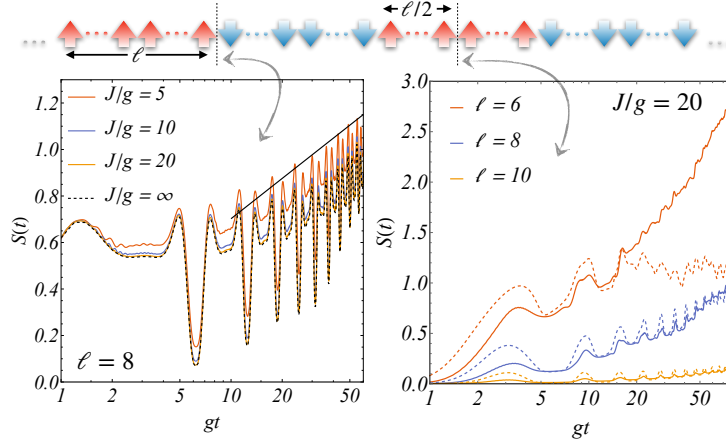 ℓ
ℓ/2
J/g = 5
J/g = 10
J/g = 20
J/g = ∞
ℓ = 8
S(t)
1.2
1.0
0.8
0.6
0.4
0.2
0.0
1 2 5 10 20 50
gt
J/g = 20
ℓ = 6
ℓ = 8
ℓ = 10
S(t)
3.0
2.5
2.0
1.5
1.0
0.5
0.0
1 2 5 10 20 50
gt